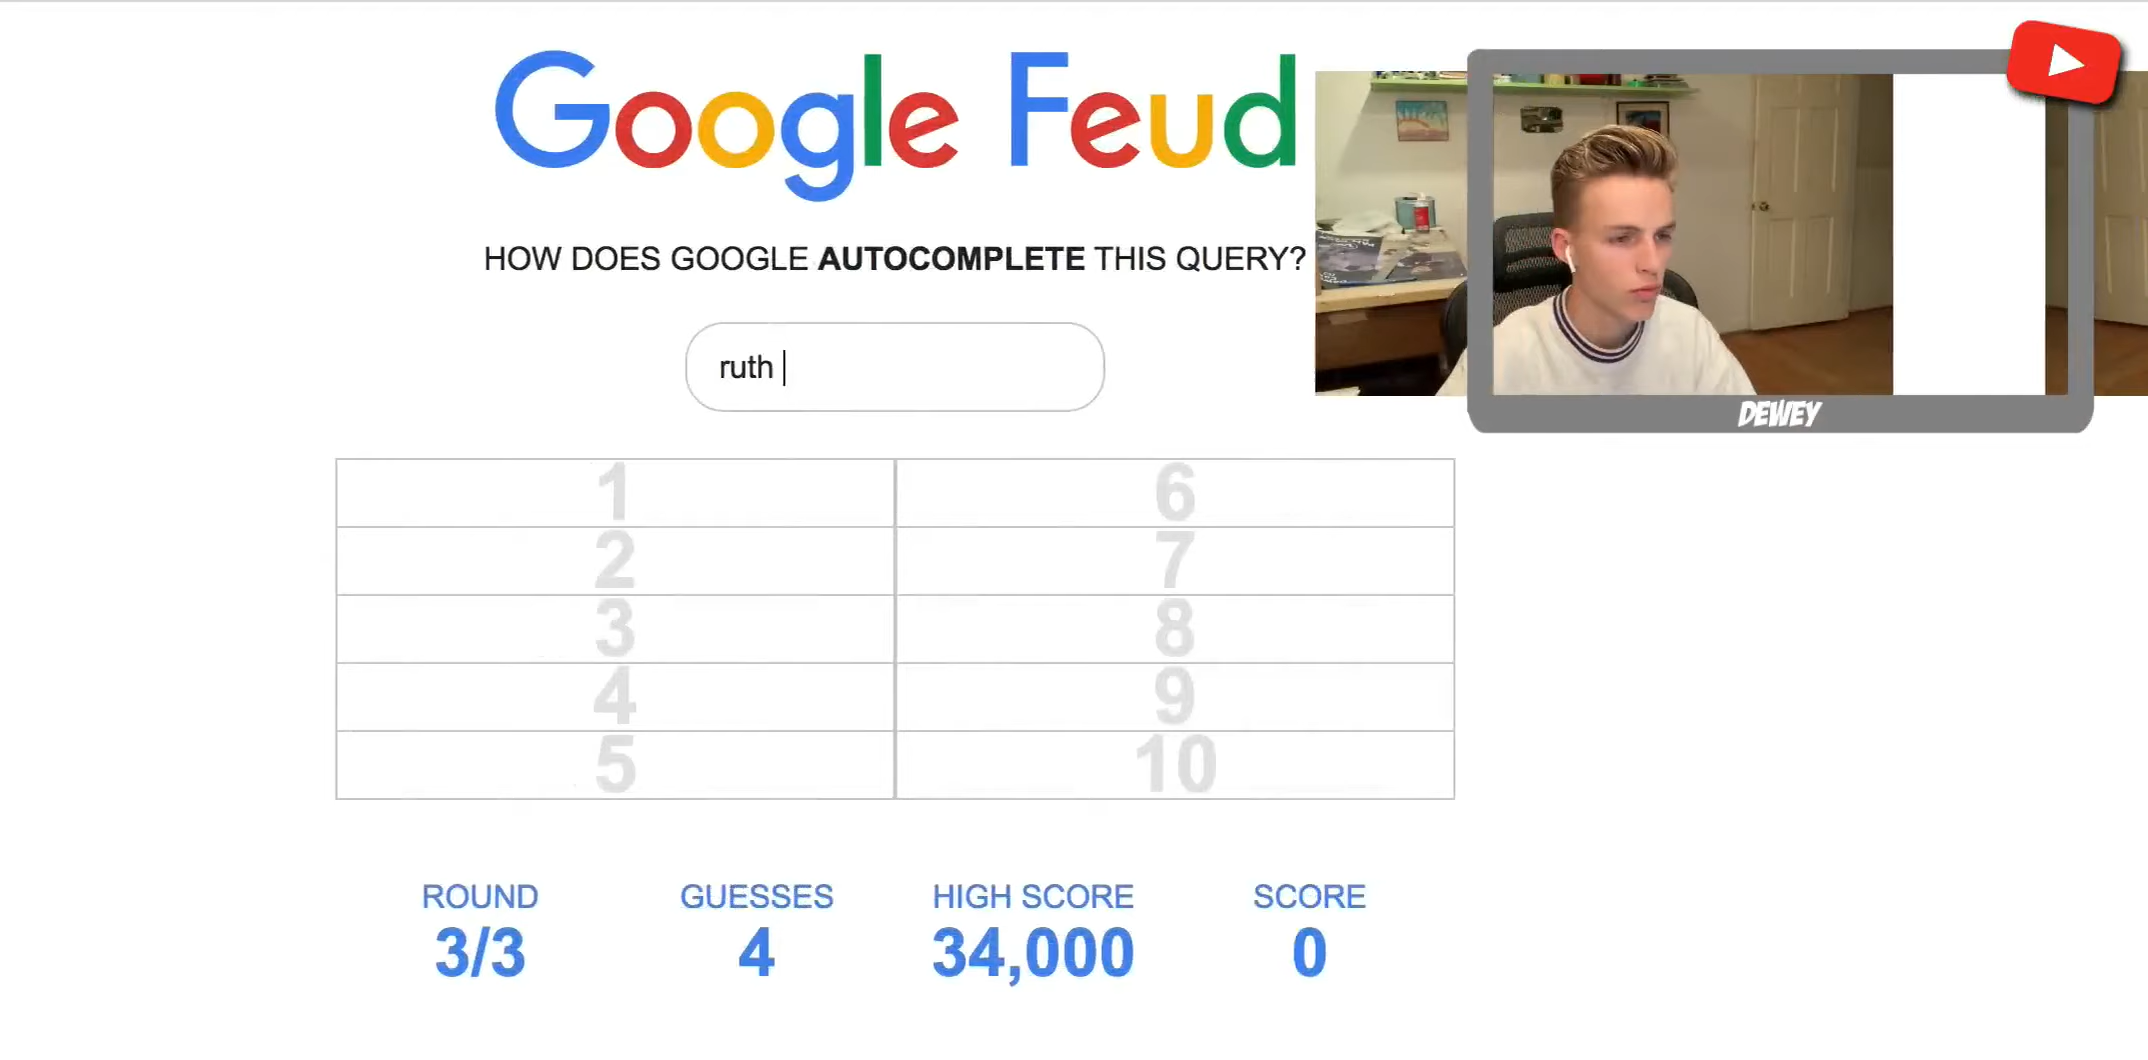 Google Feud
HOW DOES GOOGLE AUTOCOMPLETE THIS QUERY?
ruth
DEWEY
1 6
2 7
3 8
4 9
5 10
ROUND GUESSES HIGH SCORE SCORE
3/3 4 34,000 0